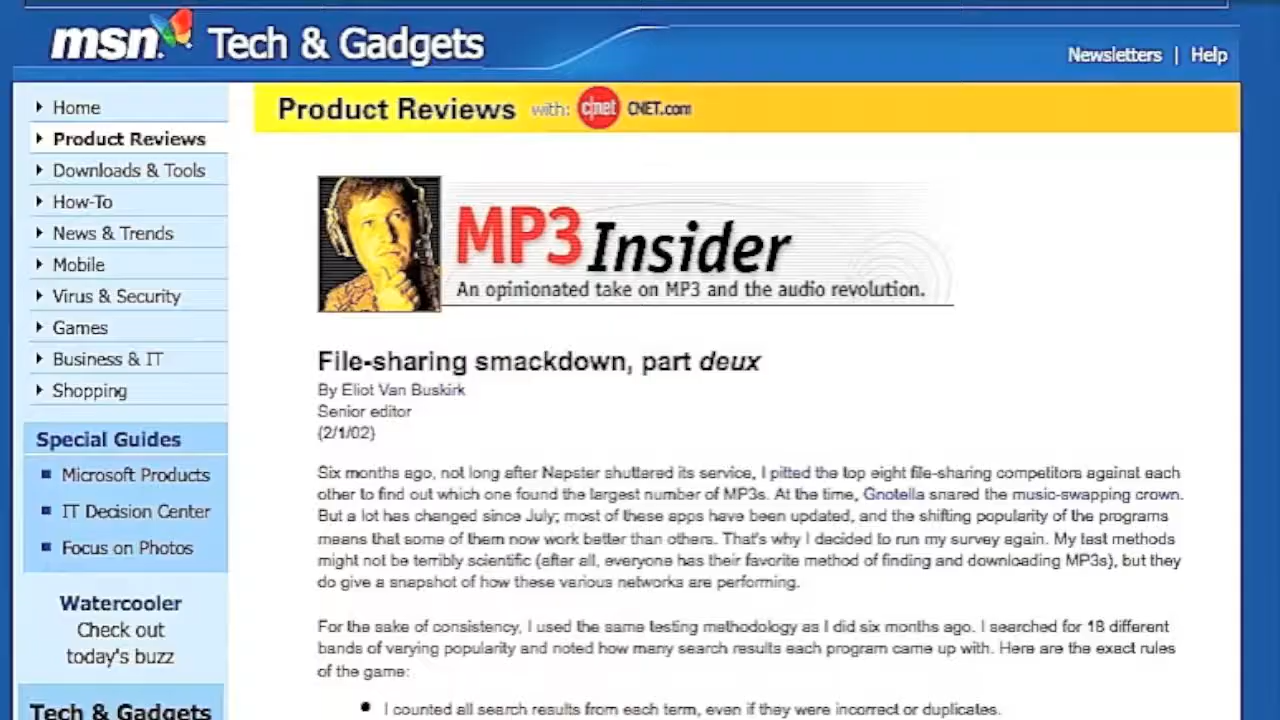 msn Tech & Gadgets
Newsletters | Help
Home
Product Reviews
Downloads & Tools
How-To
News & Trends
Mobile
Virus & Security
Games
Business & IT
Shopping
Special Guides
Microsoft Products
IT Decision Center
Focus on Photos
Watercooler
Check out
today's buzz
Tech & Gadgets
Product Reviews with: c|net CNET.com
MP3 Insider
An opinionated take on MP3 and the audio revolution.
File-sharing smackdown, part deux
By Eliot Van Buskirk
Senior editor
(2/1/02)
Six months ago, not long after Napster shuttered its service, I pitted the top eight file-sharing competitors against each
other to find out which one found the largest number of MP3s. At the time, Gnotella snared the music-swapping crown.
But a lot has changed since July; most of these apps have been updated, and the shifting popularity of the programs
means that some of them now work better than others. That's why I decided to run my survey again. My test methods
might not be terribly scientific (after all, everyone has their favorite method of finding and downloading MP3s), but they
do give a snapshot of how these various networks are performing.
For the sake of consistency, I used the same testing methodology as I did six months ago. I searched for 18 different
bands of varying popularity and noted how many search results each program came up with. Here are the exact rules
of the game:
• I counted all search results from each term, even if they were incorrect or duplicates.